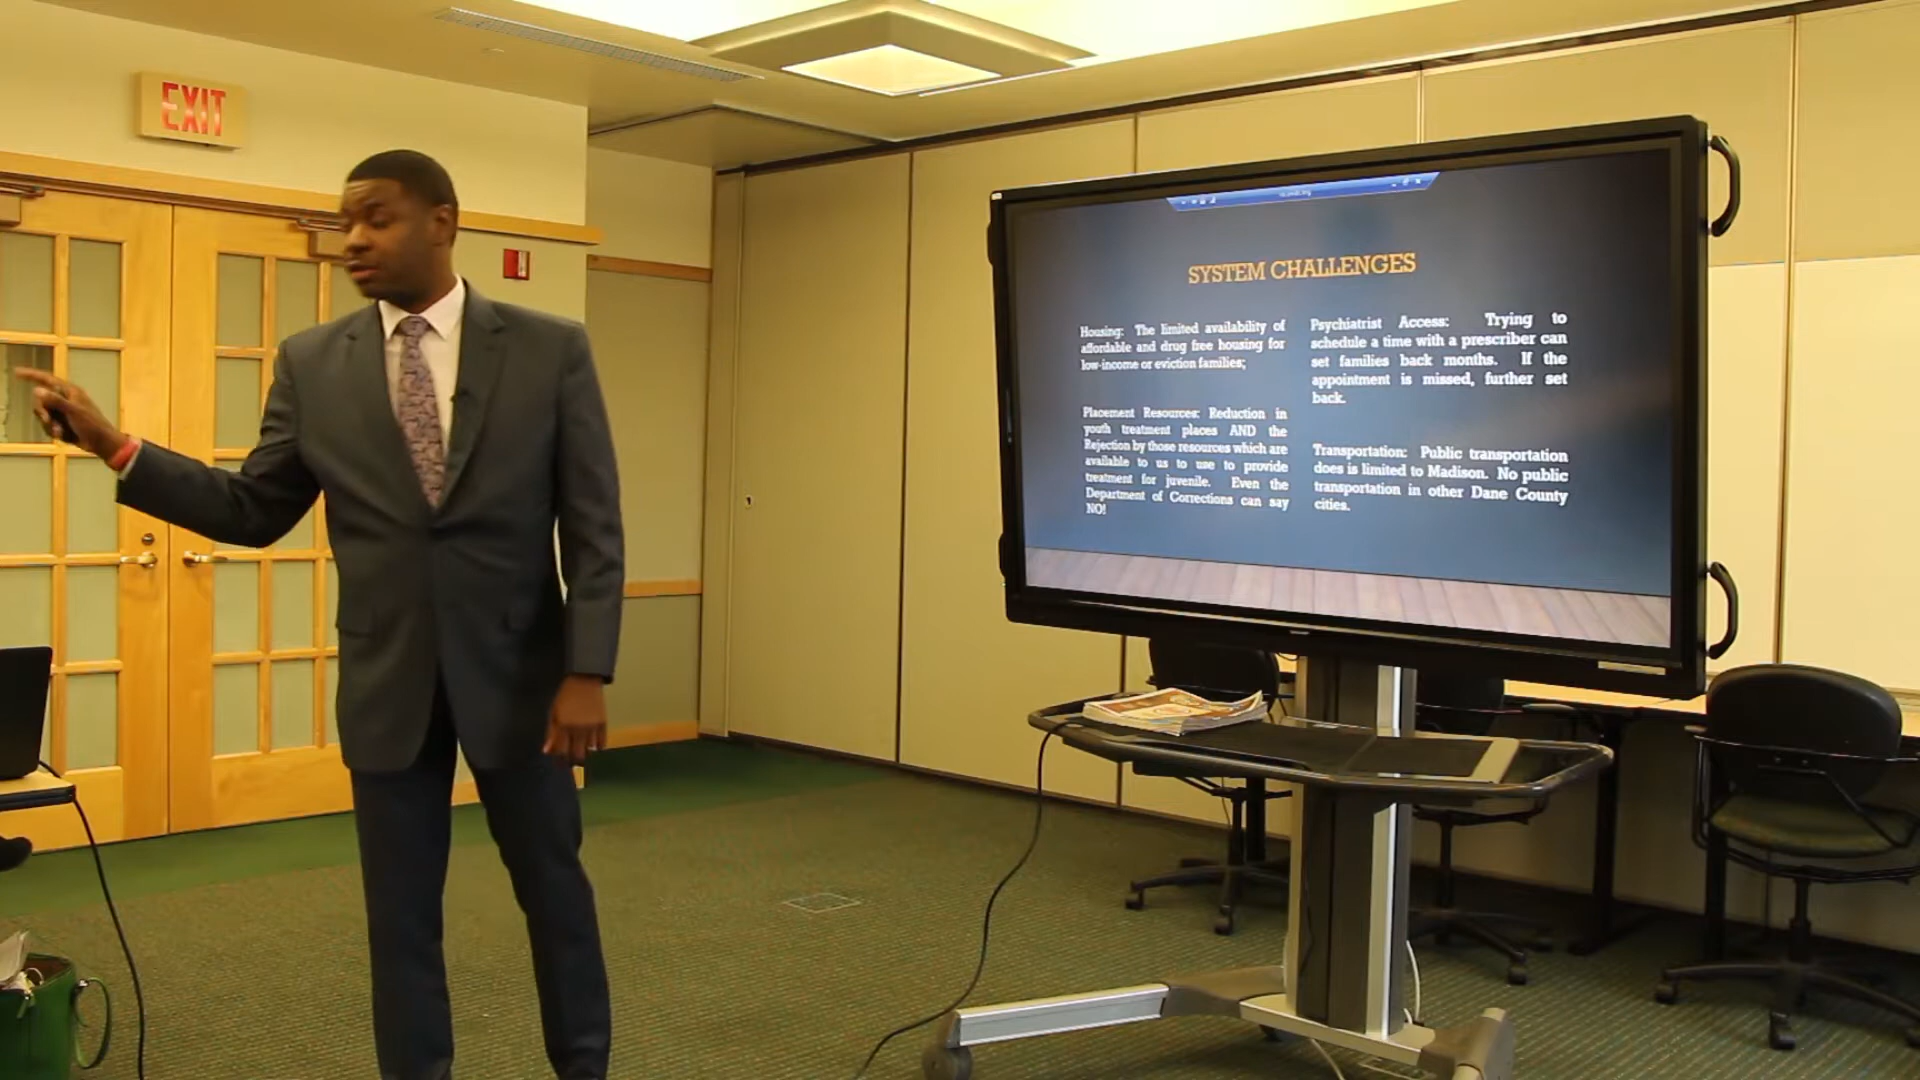 EXIT
SYSTEM CHALLENGES
Housing: The limited availability of
affordable and drug free housing for
low-income or eviction families;
Placement Resources: Reduction in
youth treatment places AND the
Rejection by those resources which are
available to us to use to provide
treatment for juvenile. Even the
Department of Corrections can say
NO!
Psychiatrist Access: Trying to
schedule a time with a prescriber can
set families back months. If the
appointment is missed, further set
back.
Transportation: Public transportation
does is limited to Madison. No public
transportation in other Dane County
cities.